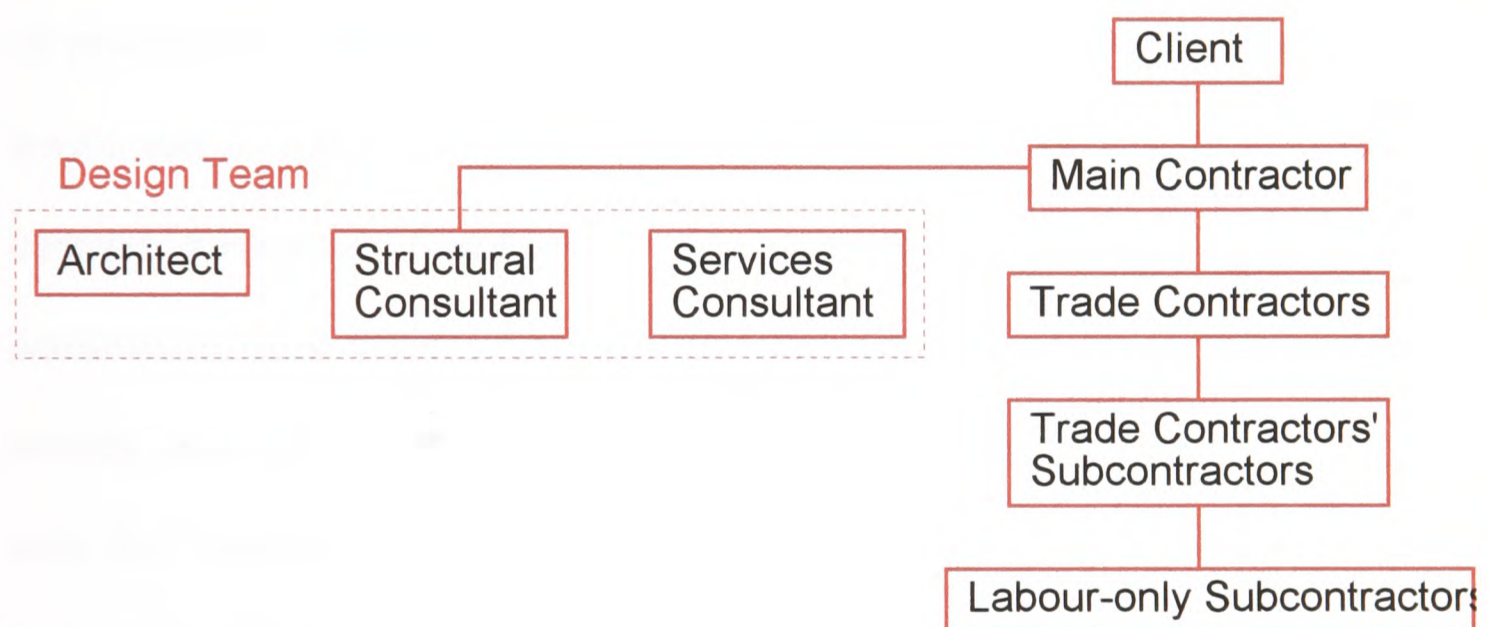 Client
Design Team
Main Contractor
Architect
Structural
Consultant
Services
Consultant
Trade Contractors
Trade Contractors'
Subcontractors
Labour-only Subcontractors